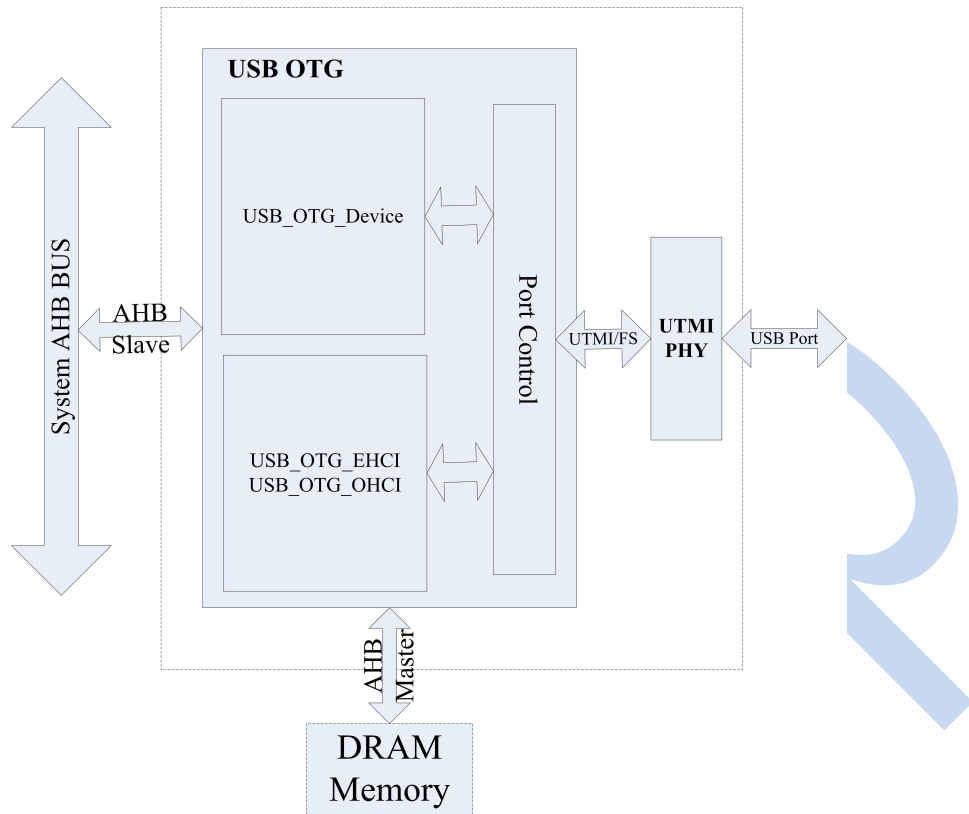 USB OTG
USB_OTG_Device
System AHB BUS
AHB
Slave
Port Control
UTMI/FS
UTMI
PHY
USB Port
USB_OTG_EHCI
USB_OTG_OHCI
AHB
Master
DRAM
Memory